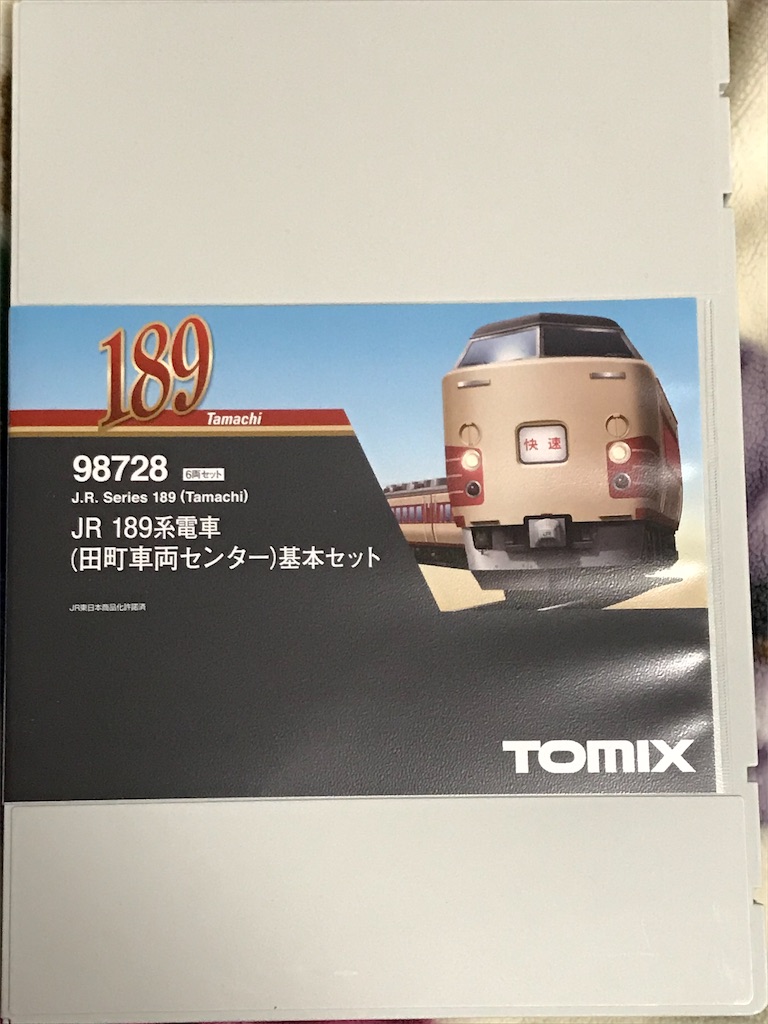 189
Tamachi
98728 6両セット
J.R. Series 189 (Tamachi)
JR 189系電車
(田町車両センター)基本セット
JR東日本商品化許諾済
快速
TOMIX